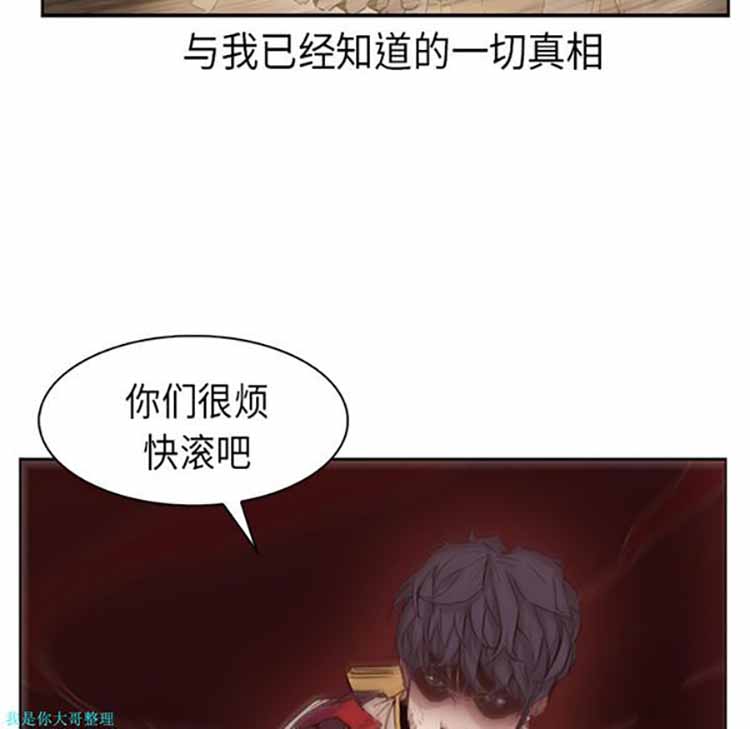 与我已经知道的一切真相
你们很烦
快滚吧
我是你大哥整理